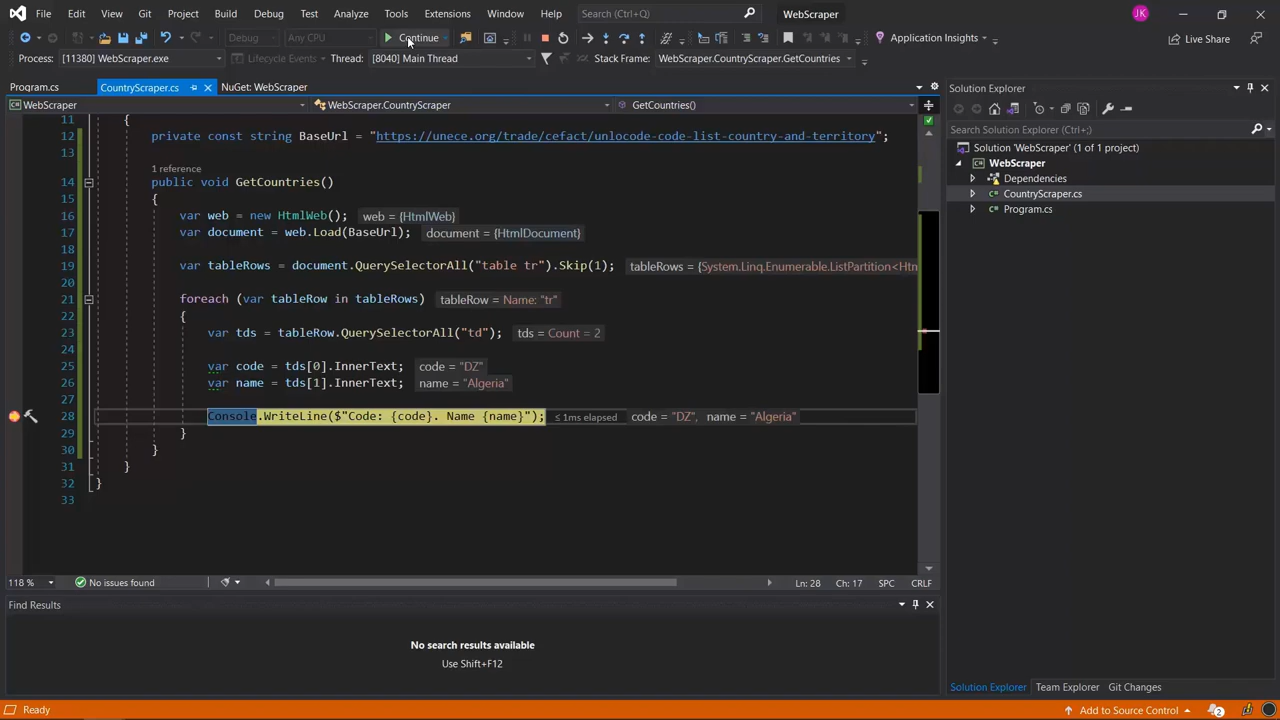 File Edit View Git Project Build Debug Test Analyze Tools Extensions Window Help Search (Ctrl+Q) WebScraper JK
Debug Any CPU Continue Application Insights Live Share
Process: [11380] WebScraper.exe Lifecycle Events Thread: [8040] Main Thread Stack Frame: WebScraper.CountryScraper.GetCountries
Program.cs CountryScraper.cs NuGet: WebScraper
WebScraper WebScraper.CountryScraper GetCountries()
11 {
12 private const string BaseUrl = "https://unece.org/trade/cefact/unlocode-code-list-country-and-territory";
13
1 reference
14 public void GetCountries()
15 {
16 var web = new HtmlWeb(); web = {HtmlWeb}
17 var document = web.Load(BaseUrl); document = {HtmlDocument}
18
19 var tableRows = document.QuerySelectorAll("table tr").Skip(1); tableRows = {System.Linq.Enumerable.ListPartition<Htn
20
21 foreach (var tableRow in tableRows) tableRow = Name: "tr"
22 {
23 var tds = tableRow.QuerySelectorAll("td"); tds = Count = 2
24
25 var code = tds[0].InnerText; code = "DZ"
26 var name = tds[1].InnerText; name = "Algeria"
27
28 Console.WriteLine($"Code: {code}. Name {name}"); ≤ 1ms elapsed code = "DZ", name = "Algeria"
29 }
30 }
31 }
32 }
33
118 % No issues found Ln: 28 Ch: 17 SPC CRLF
Find Results
No search results available
Use Shift+F12
Solution Explorer
Search Solution Explorer (Ctrl+;)
Solution 'WebScraper' (1 of 1 project)
WebScraper
Dependencies
CountryScraper.cs
Program.cs
Solution Explorer Team Explorer Git Changes
Ready Add to Source Control 2